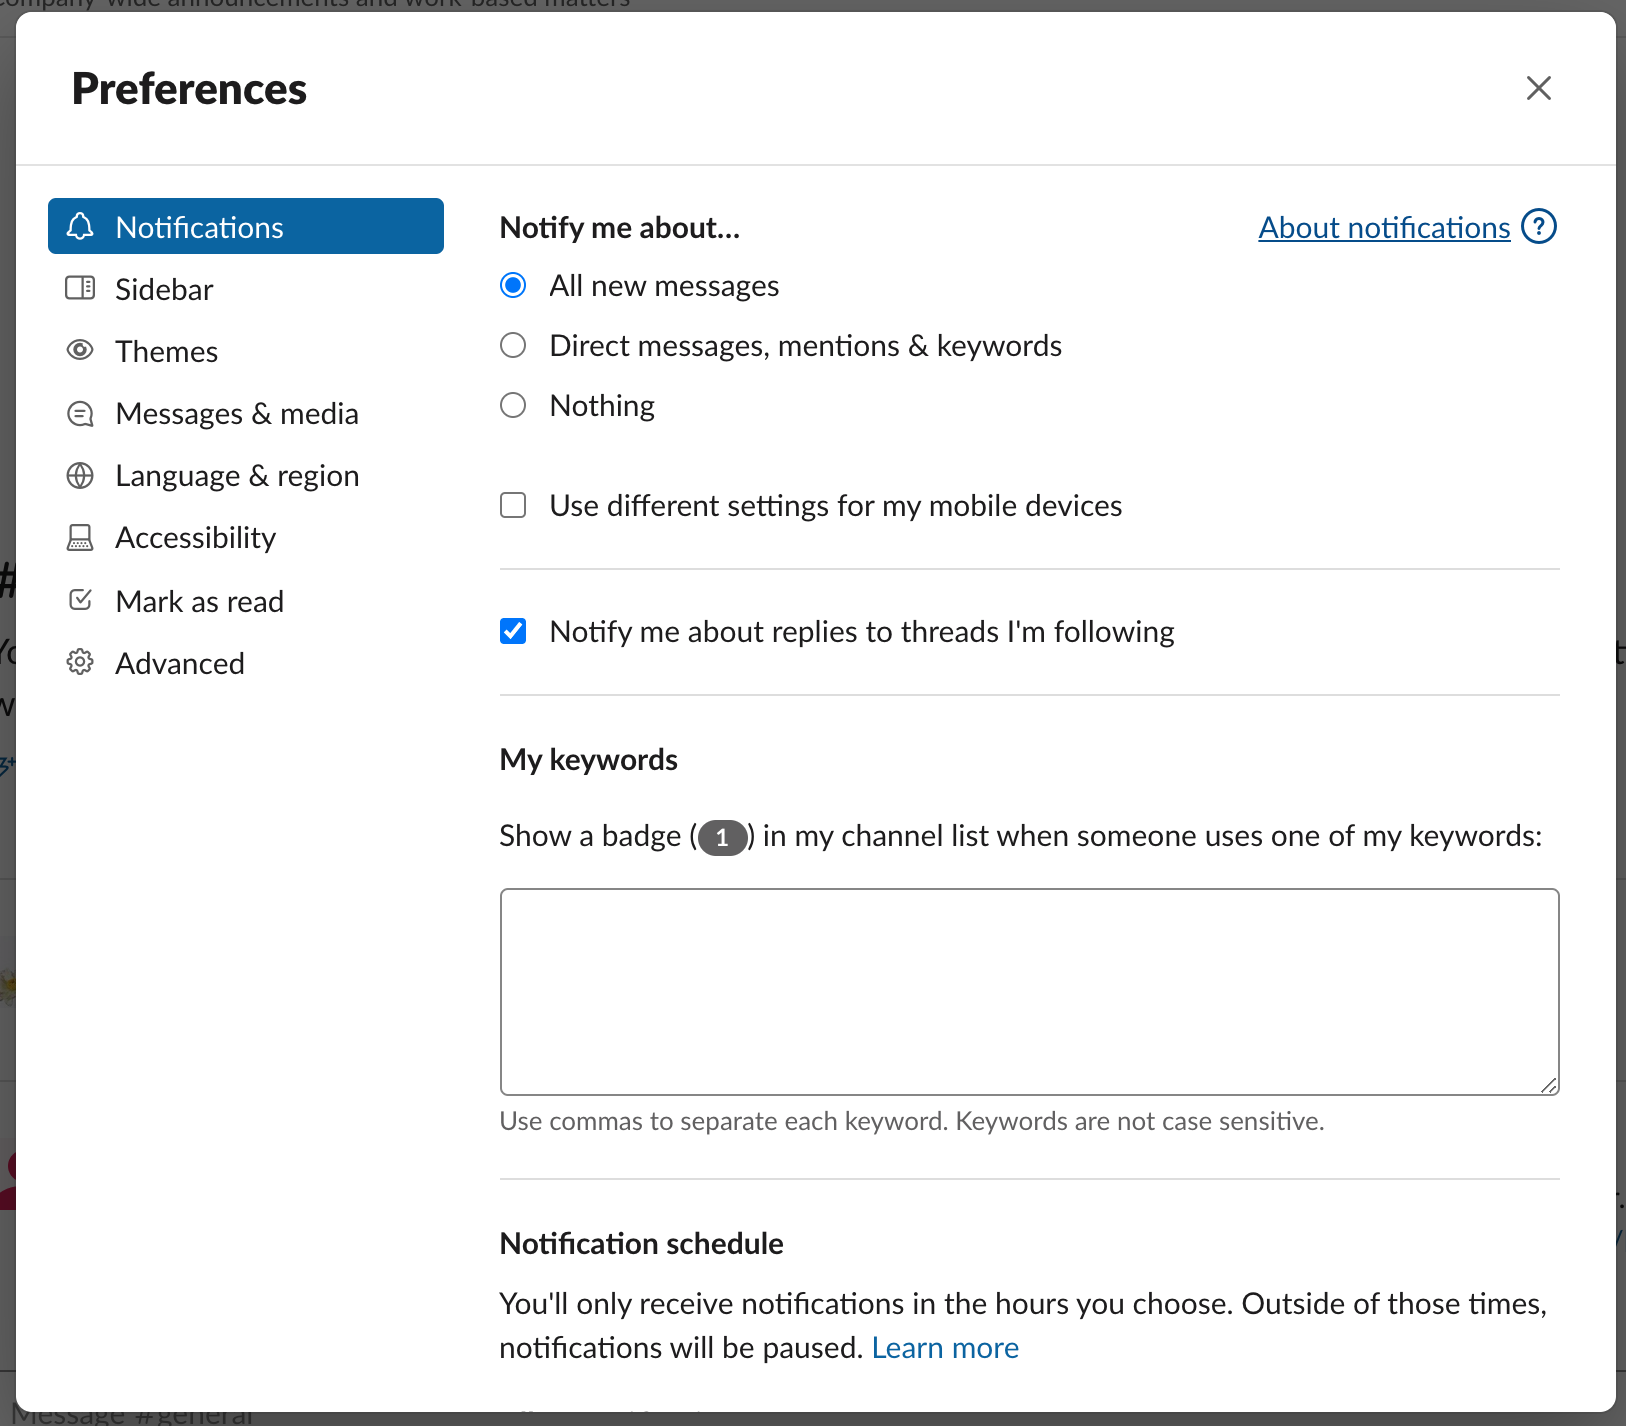 company-wide announcements and work-based matters
Preferences
Notifications
Sidebar
Themes
Messages & media
Language & region
Accessibility
Mark as read
Advanced
Notify me about...
About notifications ?
All new messages
Direct messages, mentions & keywords
Nothing
Use different settings for my mobile devices
Notify me about replies to threads I'm following
My keywords
Show a badge (1) in my channel list when someone uses one of my keywords:
Use commas to separate each keyword. Keywords are not case sensitive.
Notification schedule
You'll only receive notifications in the hours you choose. Outside of those times,
notifications will be paused. Learn more
Message #general